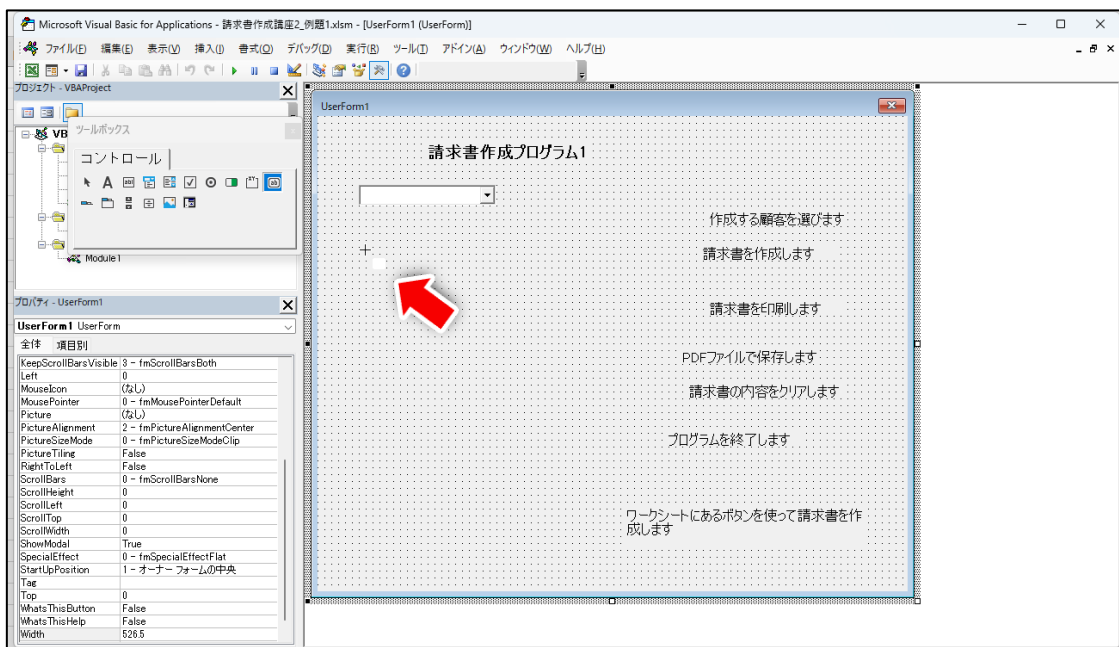 Microsoft Visual Basic for Applications - 請求書作成講座2_例題1.xlsm - [UserForm1 (UserForm)]
ファイル(F) 編集(E) 表示(V) 挿入(I) 書式(O) デバッグ(D) 実行(R) ツール(T) アドイン(A) ウィンドウ(W) ヘルプ(H)
プロジェクト - VBAProject
VB
ツールボックス
コントロール
Module1
UserForm1
請求書作成プログラム1
作成する顧客を選びます
請求書を作成します
請求書を印刷します
PDFファイルで保存します
請求書の内容をクリアします
プログラムを終了します
ワークシートにあるボタンを使って請求書を作
成します
プロパティ - UserForm1
UserForm1 UserForm
全体 項目別
KeepScrollBarsVisible 3 - fmScrollBarsBoth
Left 0
MouseIcon (なし)
MousePointer 0 - fmMousePointerDefault
Picture (なし)
PictureAlignment 2 - fmPictureAlignmentCenter
PictureSizeMode 0 - fmPictureSizeModeClip
PictureTiling False
RightToLeft False
ScrollBars 0 - fmScrollBarsNone
ScrollHeight 0
ScrollLeft 0
ScrollTop 0
ScrollWidth 0
ShowModal True
SpecialEffect 0 - fmSpecialEffectFlat
StartUpPosition 1 - オーナー フォームの中央
Tag
Top 0
WhatsThisButton False
WhatsThisHelp False
Width 526.5